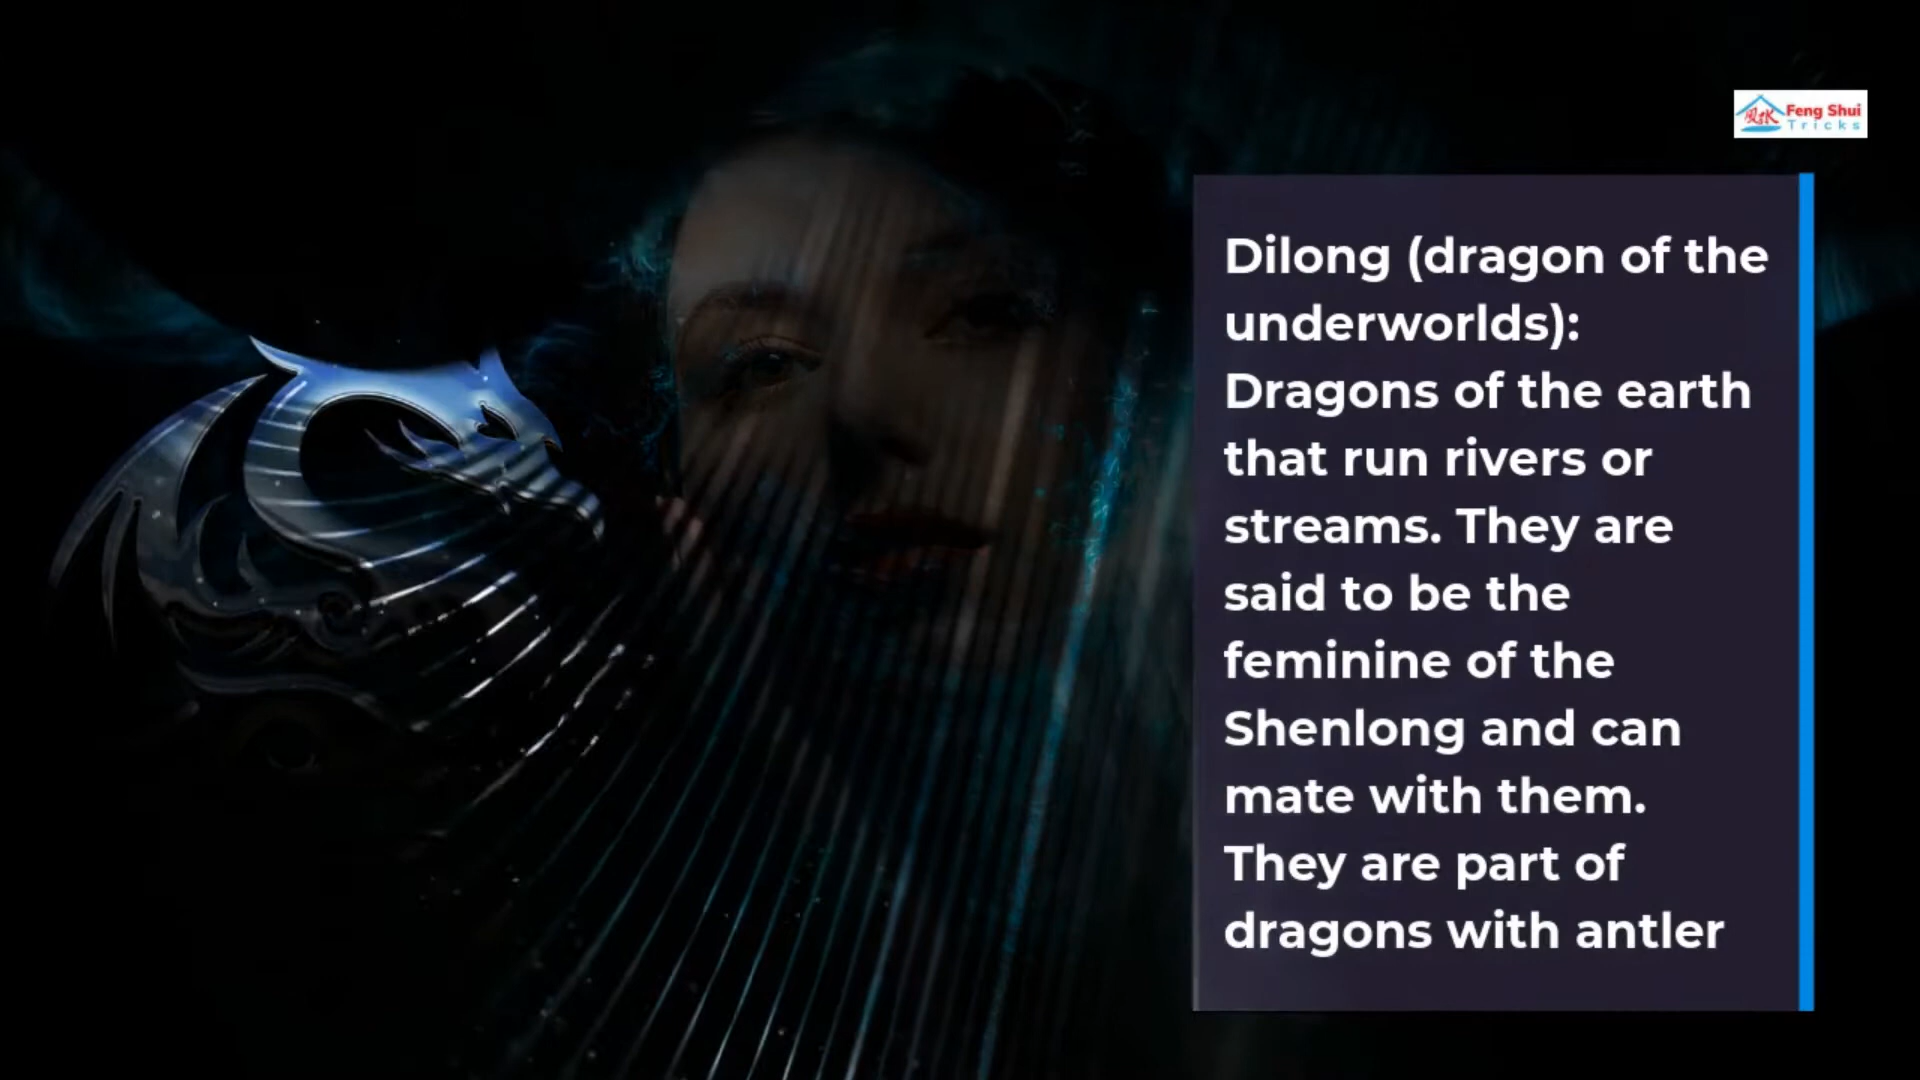 Feng Shui
Tricks
Dilong (dragon of the
underworlds):
Dragons of the earth
that run rivers or
streams. They are
said to be the
feminine of the
Shenlong and can
mate with them.
They are part of
dragons with antler